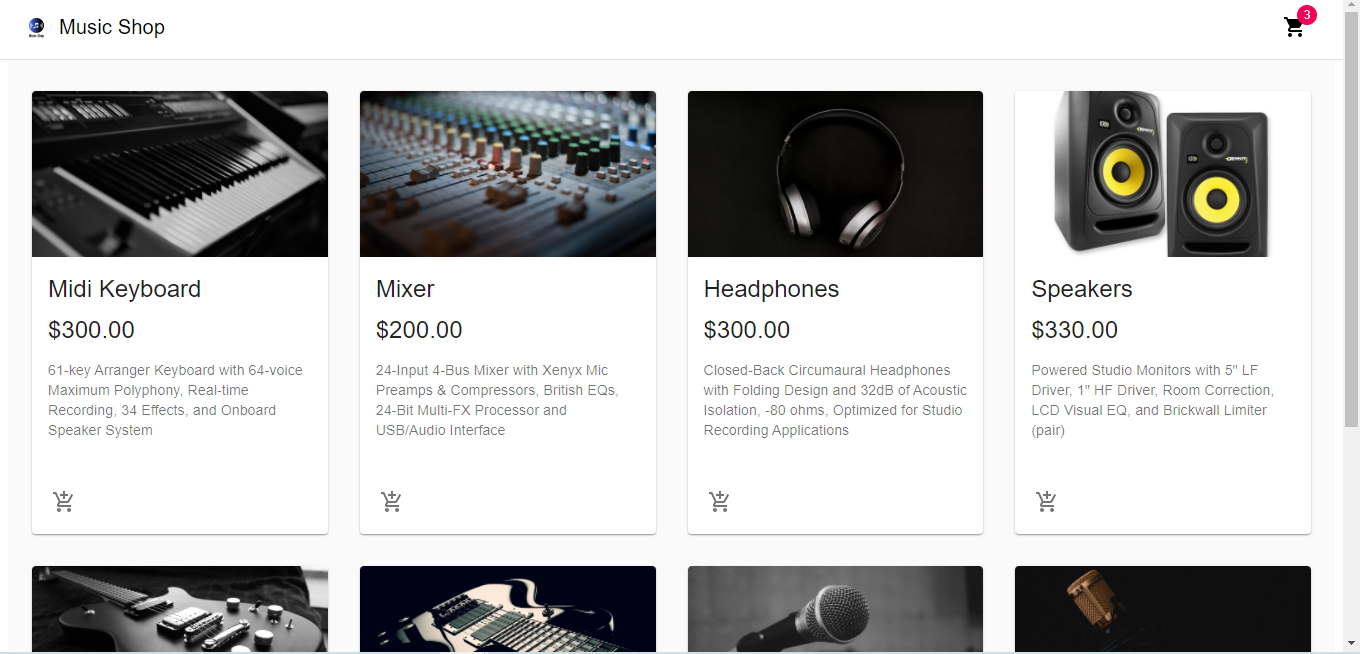 Music Shop
3
Midi Keyboard
$300.00
61-key Arranger Keyboard with 64-voice
Maximum Polyphony, Real-time
Recording, 34 Effects, and Onboard
Speaker System
Mixer
$200.00
24-Input 4-Bus Mixer with Xenyx Mic
Preamps & Compressors, British EQs,
24-Bit Multi-FX Processor and
USB/Audio Interface
Headphones
$300.00
Closed-Back Circumaural Headphones
with Folding Design and 32dB of Acoustic
Isolation, -80 ohms, Optimized for Studio
Recording Applications
Speakers
$330.00
Powered Studio Monitors with 5" LF
Driver, 1" HF Driver, Room Correction,
LCD Visual EQ, and Brickwall Limiter
(pair)